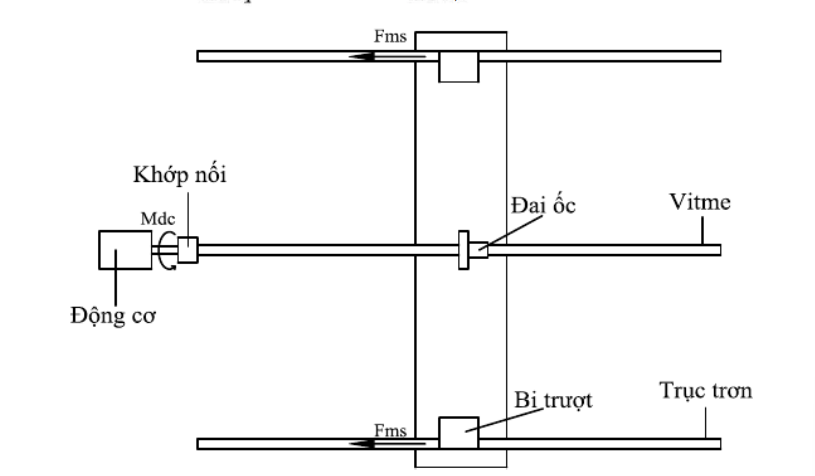 Fms
Khớp nối
Mdc
Đai ốc
Vitme
Động cơ
Bi trượt
Trục trơn
Fms